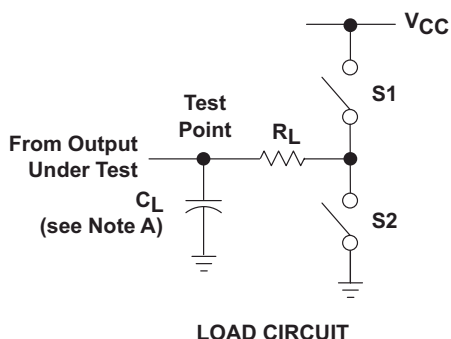 VCC
S1
Test
Point
RL
From Output
Under Test
CL
(see Note A)
S2
LOAD CIRCUIT